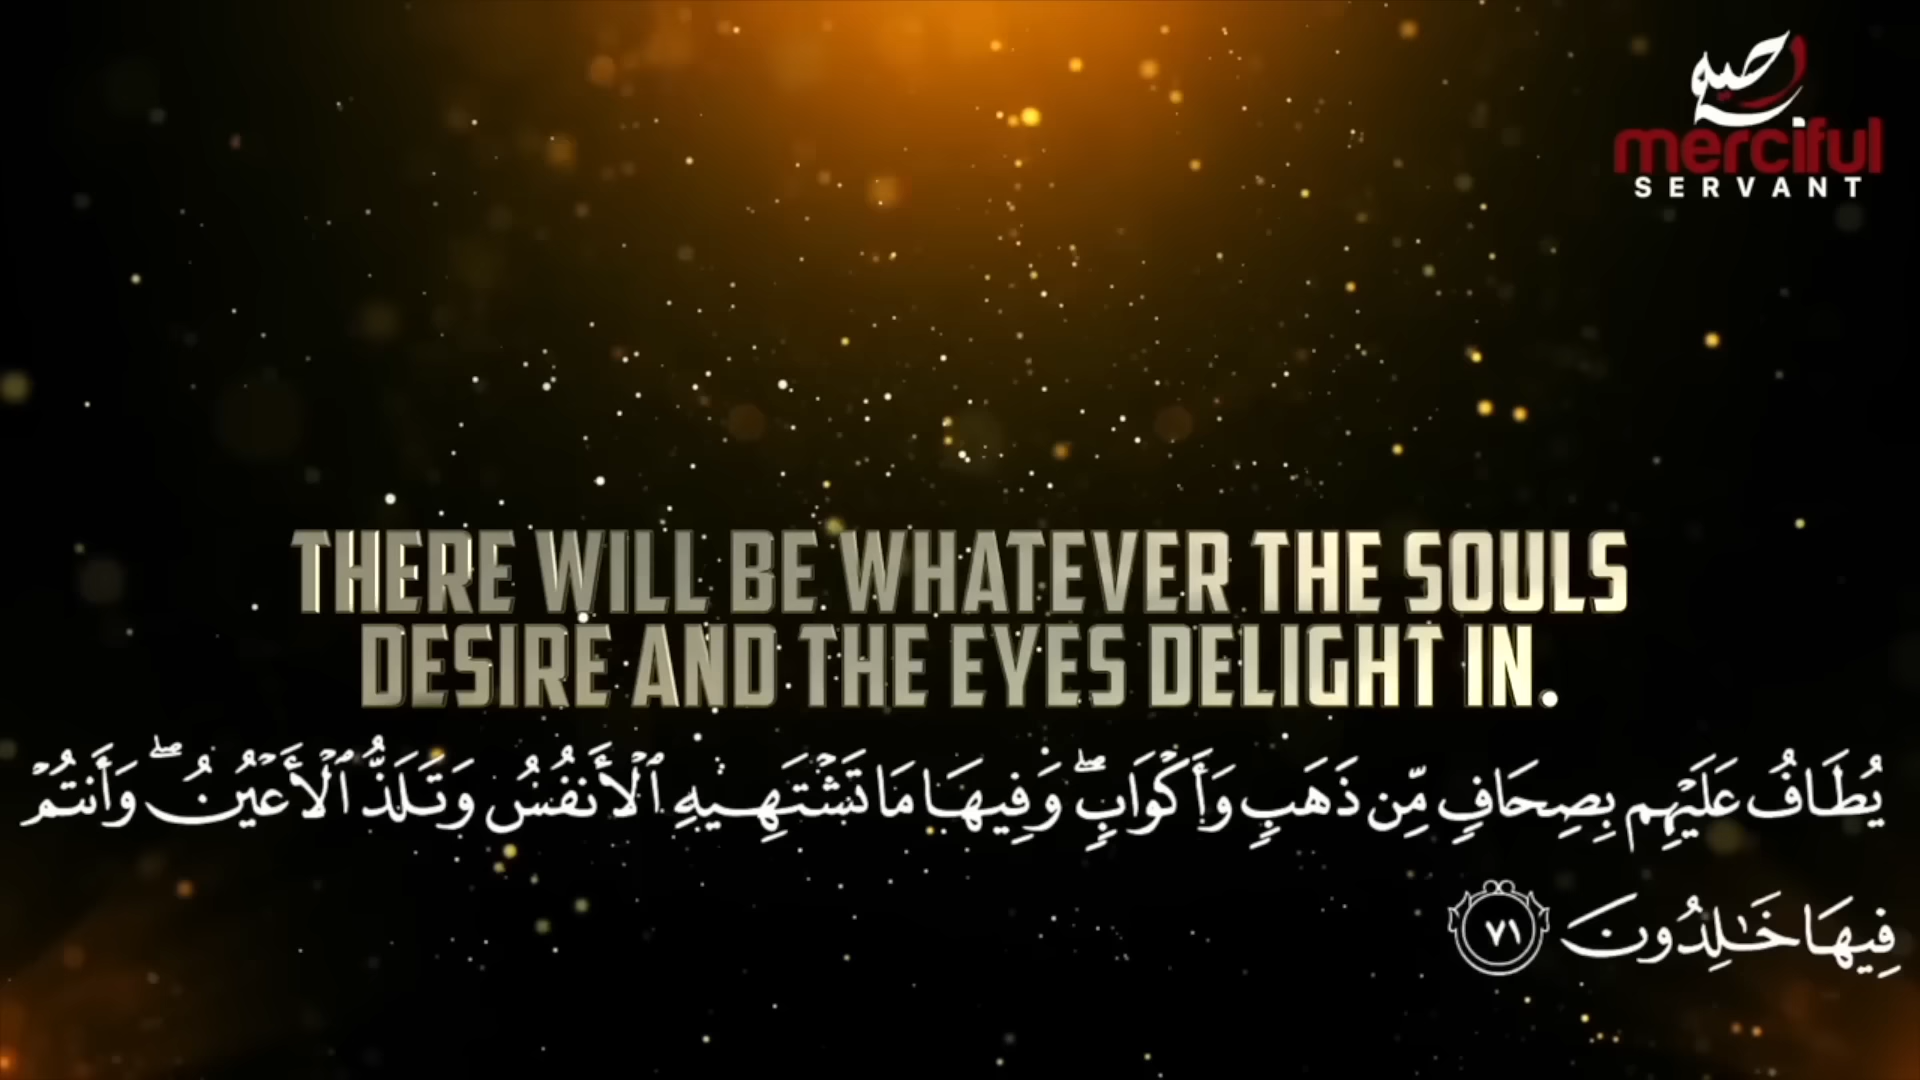 merciful
SERVANT
THERE WILL BE WHATEVER THE SOULS
DESIRE AND THE EYES DELIGHT IN.
يُطَافُ عَلَيْهِم بِصِحَافٍ مِّن ذَهَبٍ وَأَكْوَابٍ ۖ وَفِيهَا مَا تَشْتَهِيهِ ٱلْأَنفُسُ وَتَلَذُّ ٱلْأَعْيُنُ ۖ وَأَنتُمْ
فِيهَا خَـٰلِدُونَ ٧١